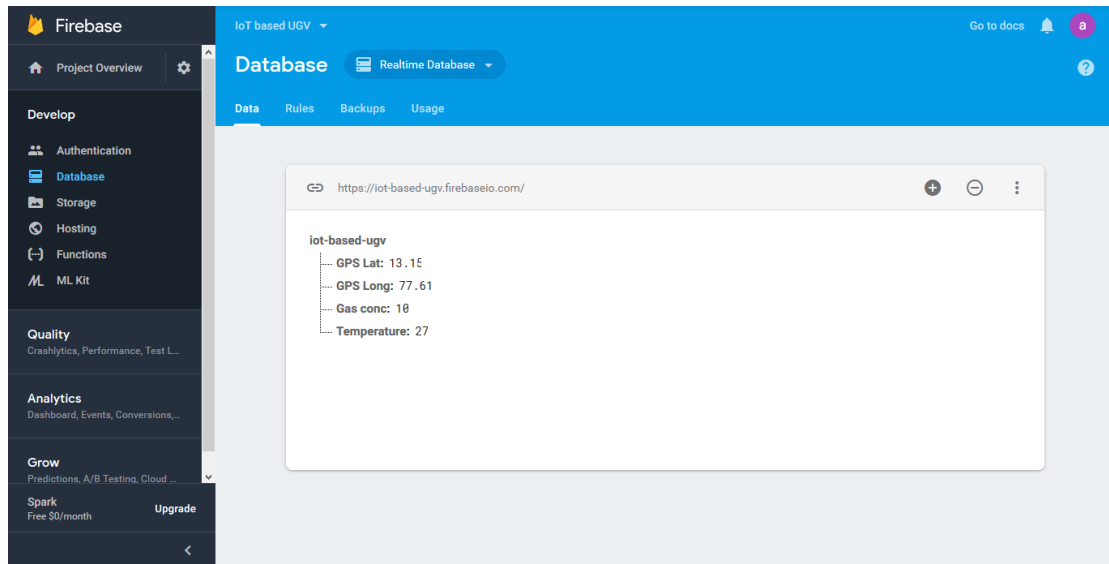 Firebase
Project Overview
Develop
Authentication
Database
Storage
Hosting
Functions
ML Kit
Quality
Crashlytics, Performance, Test L...
Analytics
Dashboard, Events, Conversions,...
Grow
Predictions, A/B Testing, Cloud ...
Spark
Free $0/month
Upgrade
IoT based UGV
Go to docs
a
Database
Realtime Database
?
Data Rules Backups Usage
https://iot-based-ugv.firebaseio.com/
iot-based-ugv
GPS Lat: 13.15
GPS Long: 77.61
Gas conc: 10
Temperature: 27